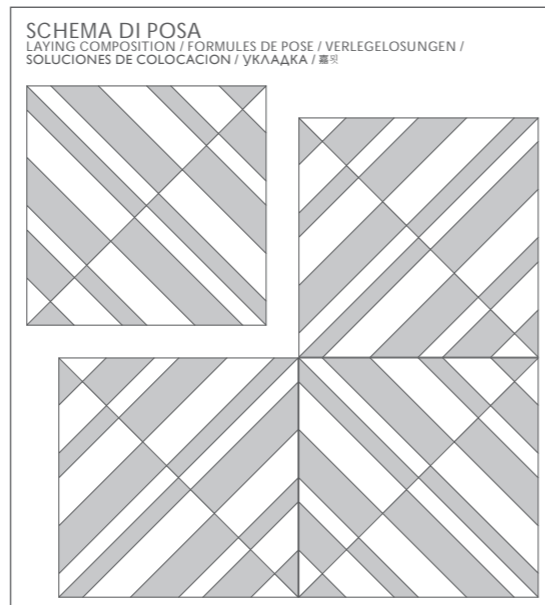 SCHEMA DI POSA
LAYING COMPOSITION / FORMULES DE POSE / VERLEGELOSUNGEN /
SOLUCIONES DE COLOCACION / УКЛАДКА /